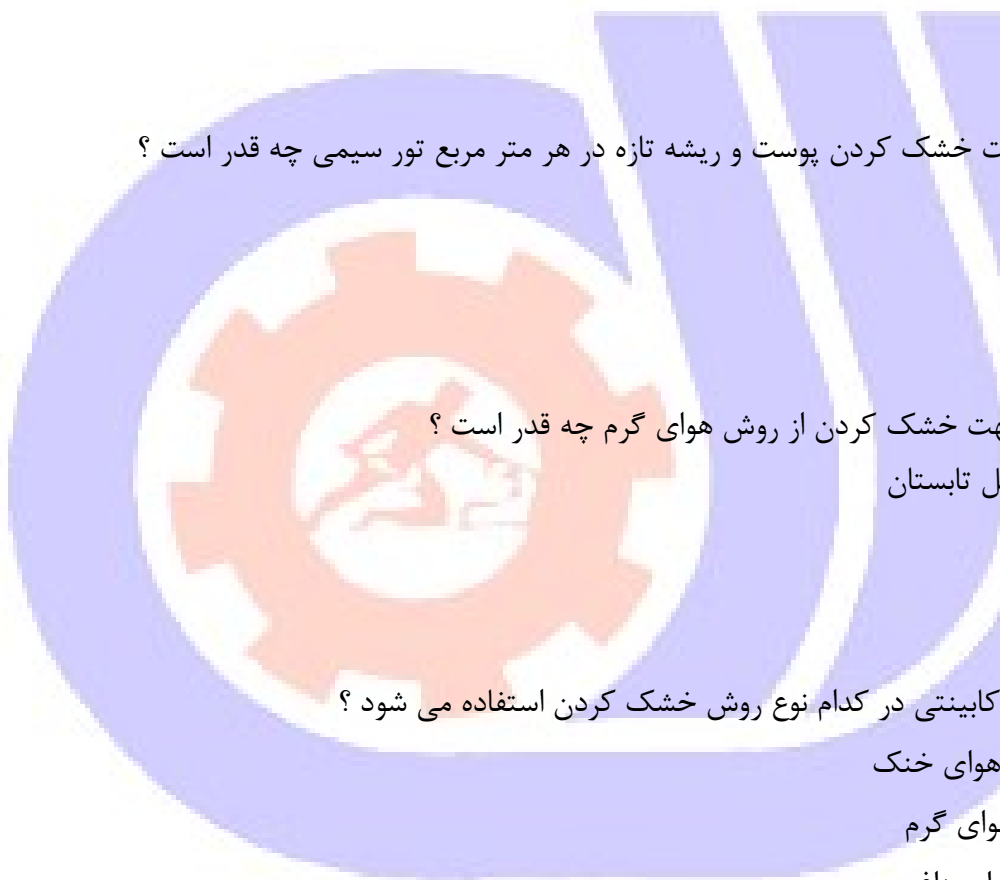 خشک کردن پوست و ریشه تازه در هر متر مربع تور سیمی چه قدر است ؟
خشک کردن از روش هوای گرم چه قدر است ؟
تابستان
کابینتی در کدام نوع روش خشک کردن استفاده می شود ؟
هوای خنک
وای گرم